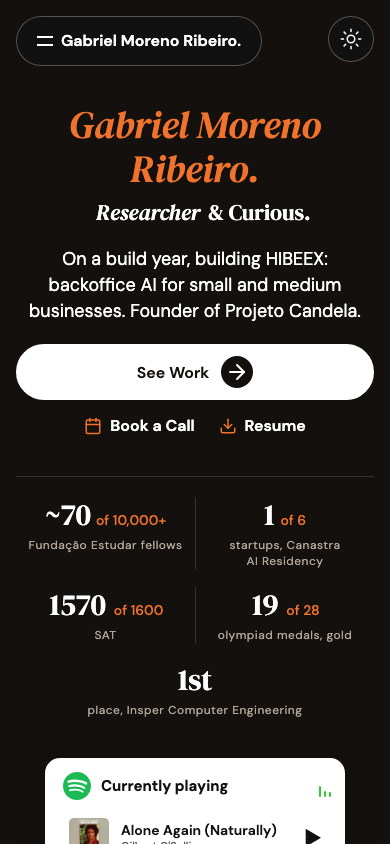 Gabriel Moreno Ribeiro.
Gabriel Moreno
Ribeiro.
Researcher & Curious.
On a build year, building HIBEEX:
backoffice AI for small and medium
businesses. Founder of Projeto Candela.
See Work
Book a Call Resume
~70 of 10,000+
Fundação Estudar fellows
1 of 6
startups, Canastra
AI Residency
1570 of 1600
SAT
19 of 28
olympiad medals, gold
1st
place, Insper Computer Engineering
Currently playing
Alone Again (Naturally)